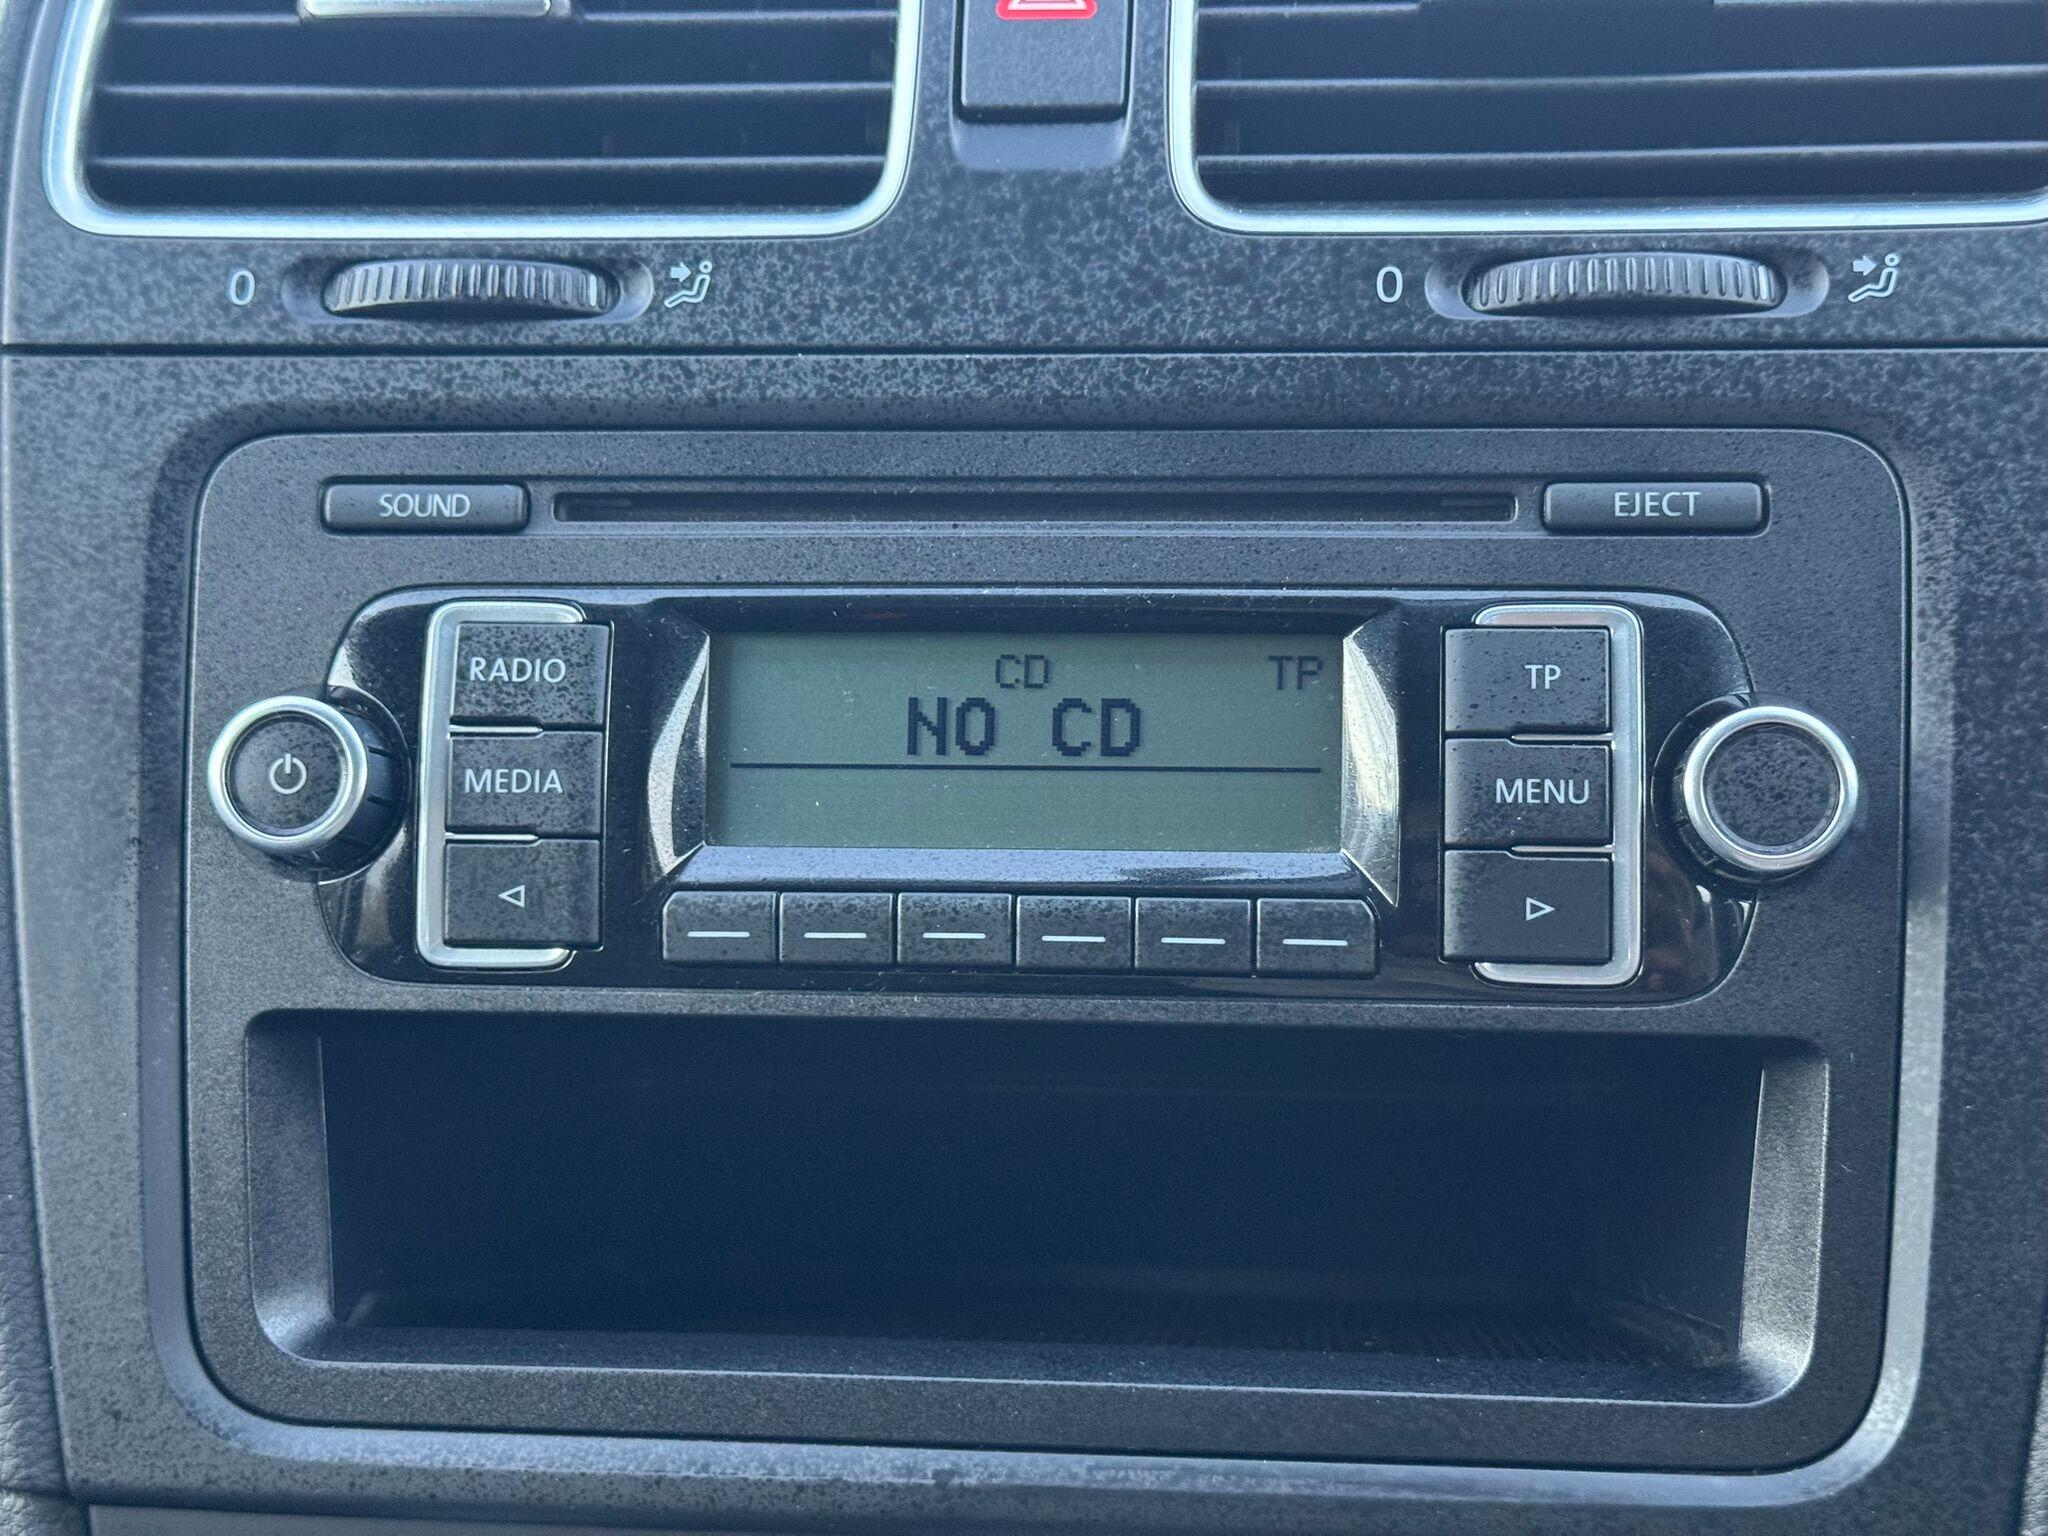 0
0
SOUND
EJECT
RADIO
CD
TP
TP
NO CD
MEDIA
MENU